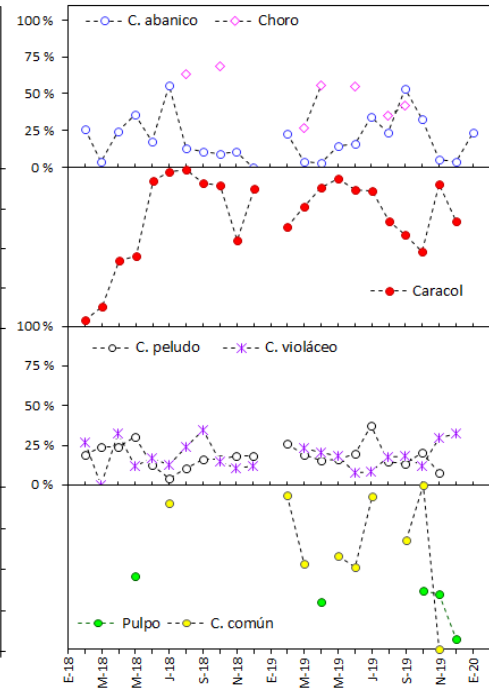 100 %
C. abanico
Choro
75 %
50 %
25 %
0 %
Caracol
100 %
C. peludo
C. violáceo
75 %
50 %
25 %
0 %
Pulpo
C. común
E-18
M-18
M-18
J-18
S-18
N-18
E-19
M-19
M-19
J-19
S-19
N-19
E-20